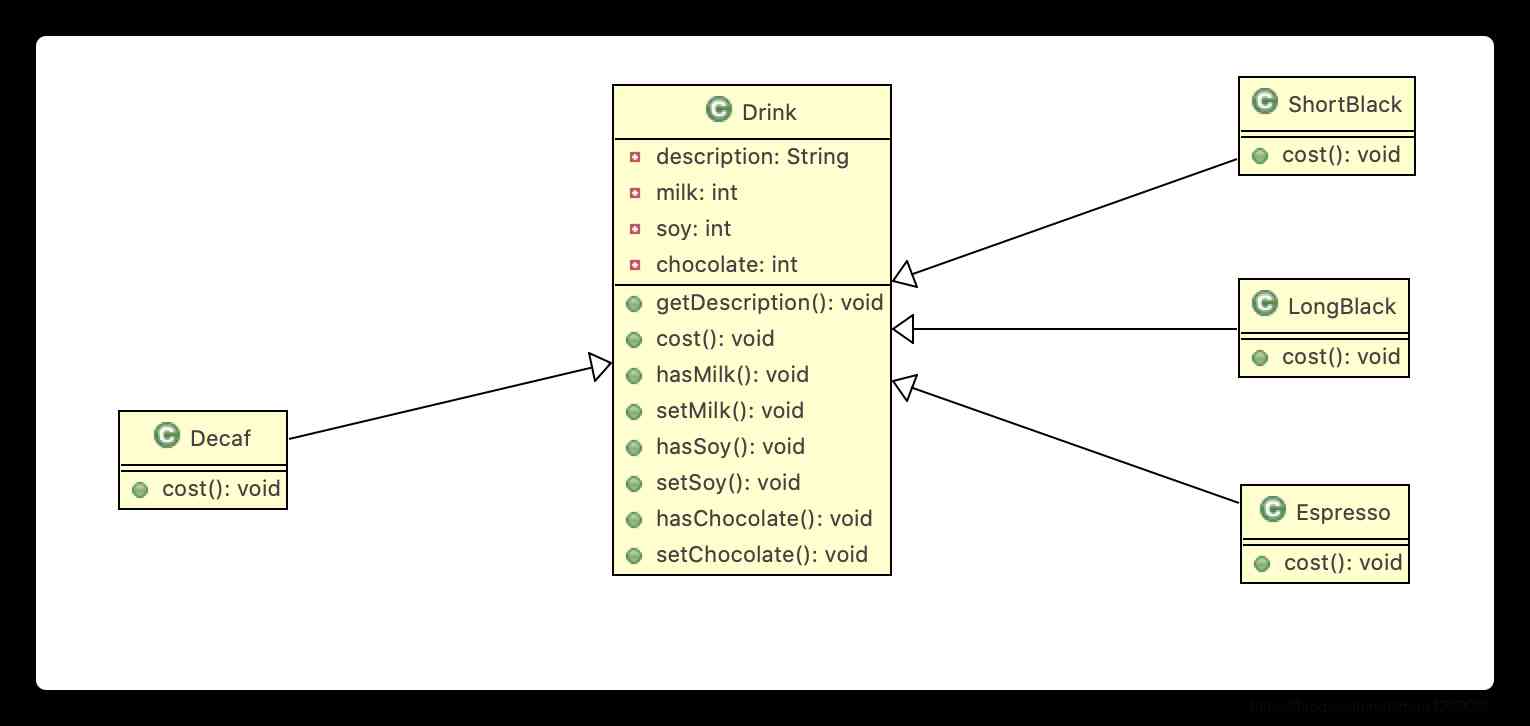 Drink
description: String
milk: int
soy: int
chocolate: int
getDescription(): void
cost(): void
hasMilk(): void
setMilk(): void
hasSoy(): void
setSoy(): void
hasChocolate(): void
setChocolate(): void
Decaf
cost(): void
ShortBlack
cost(): void
LongBlack
cost(): void
Espresso
cost(): void